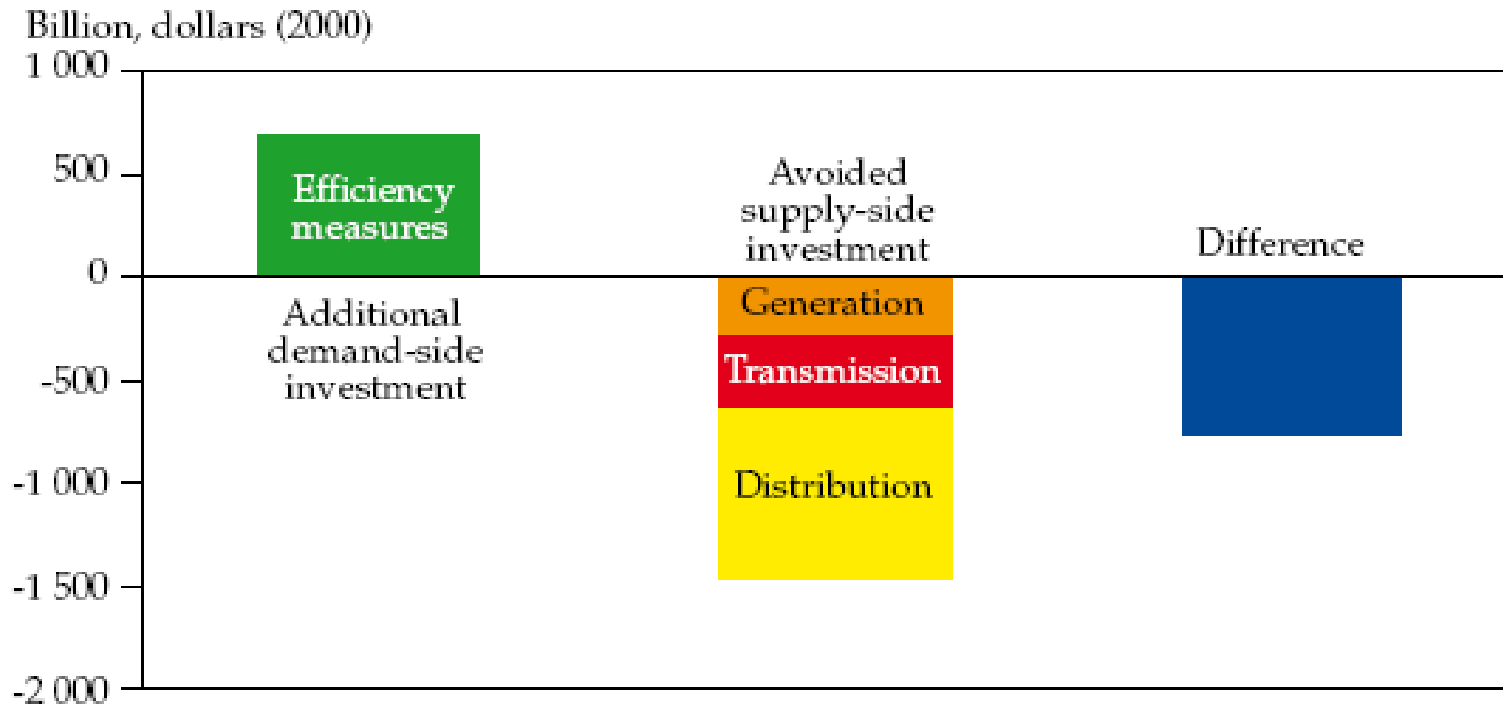 Billion, dollars (2000)
1 000
500
0
-500
-1 000
-1 500
-2 000
Efficiency
measures
Additional
demand-side
investment
Avoided
supply-side
investment
Generation
Transmission
Distribution
Difference